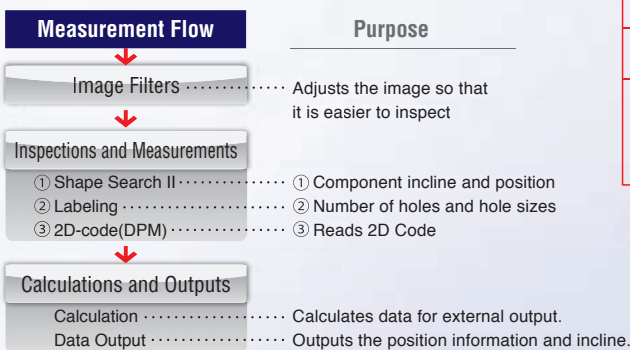 Measurement Flow Purpose
Image Filters ·············· Adjusts the image so that
it is easier to inspect
Inspections and Measurements
① Shape Search II ·············· ① Component incline and position
② Labeling ···················· ② Number of holes and hole sizes
③ 2D-code(DPM) ·············· ③ Reads 2D Code
Calculations and Outputs
Calculation ·················· Calculates data for external output.
Data Output ················· Outputs the position information and incline.